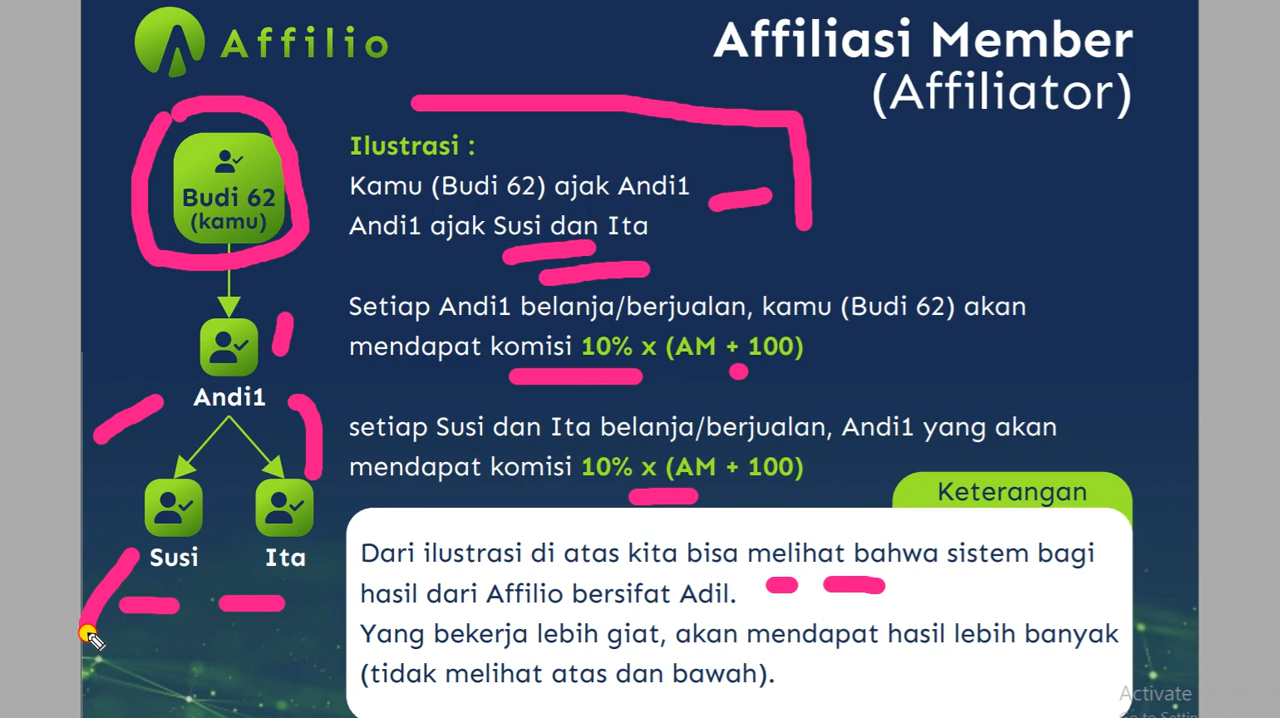 Affilio
Affiliasi Member
(Affiliator)
Budi 62
(kamu)
Ilustrasi :
Kamu (Budi 62) ajak Andi1
Andi1 ajak Susi dan Ita
Setiap Andi1 belanja/berjualan, kamu (Budi 62) akan
mendapat komisi 10% x (AM + 100)
Andi1
setiap Susi dan Ita belanja/berjualan, Andi1 yang akan
mendapat komisi 10% x (AM + 100)
Susi
Ita
Keterangan
Dari ilustrasi di atas kita bisa melihat bahwa sistem bagi
hasil dari Affilio bersifat Adil.
Yang bekerja lebih giat, akan mendapat hasil lebih banyak
(tidak melihat atas dan bawah).
Activate